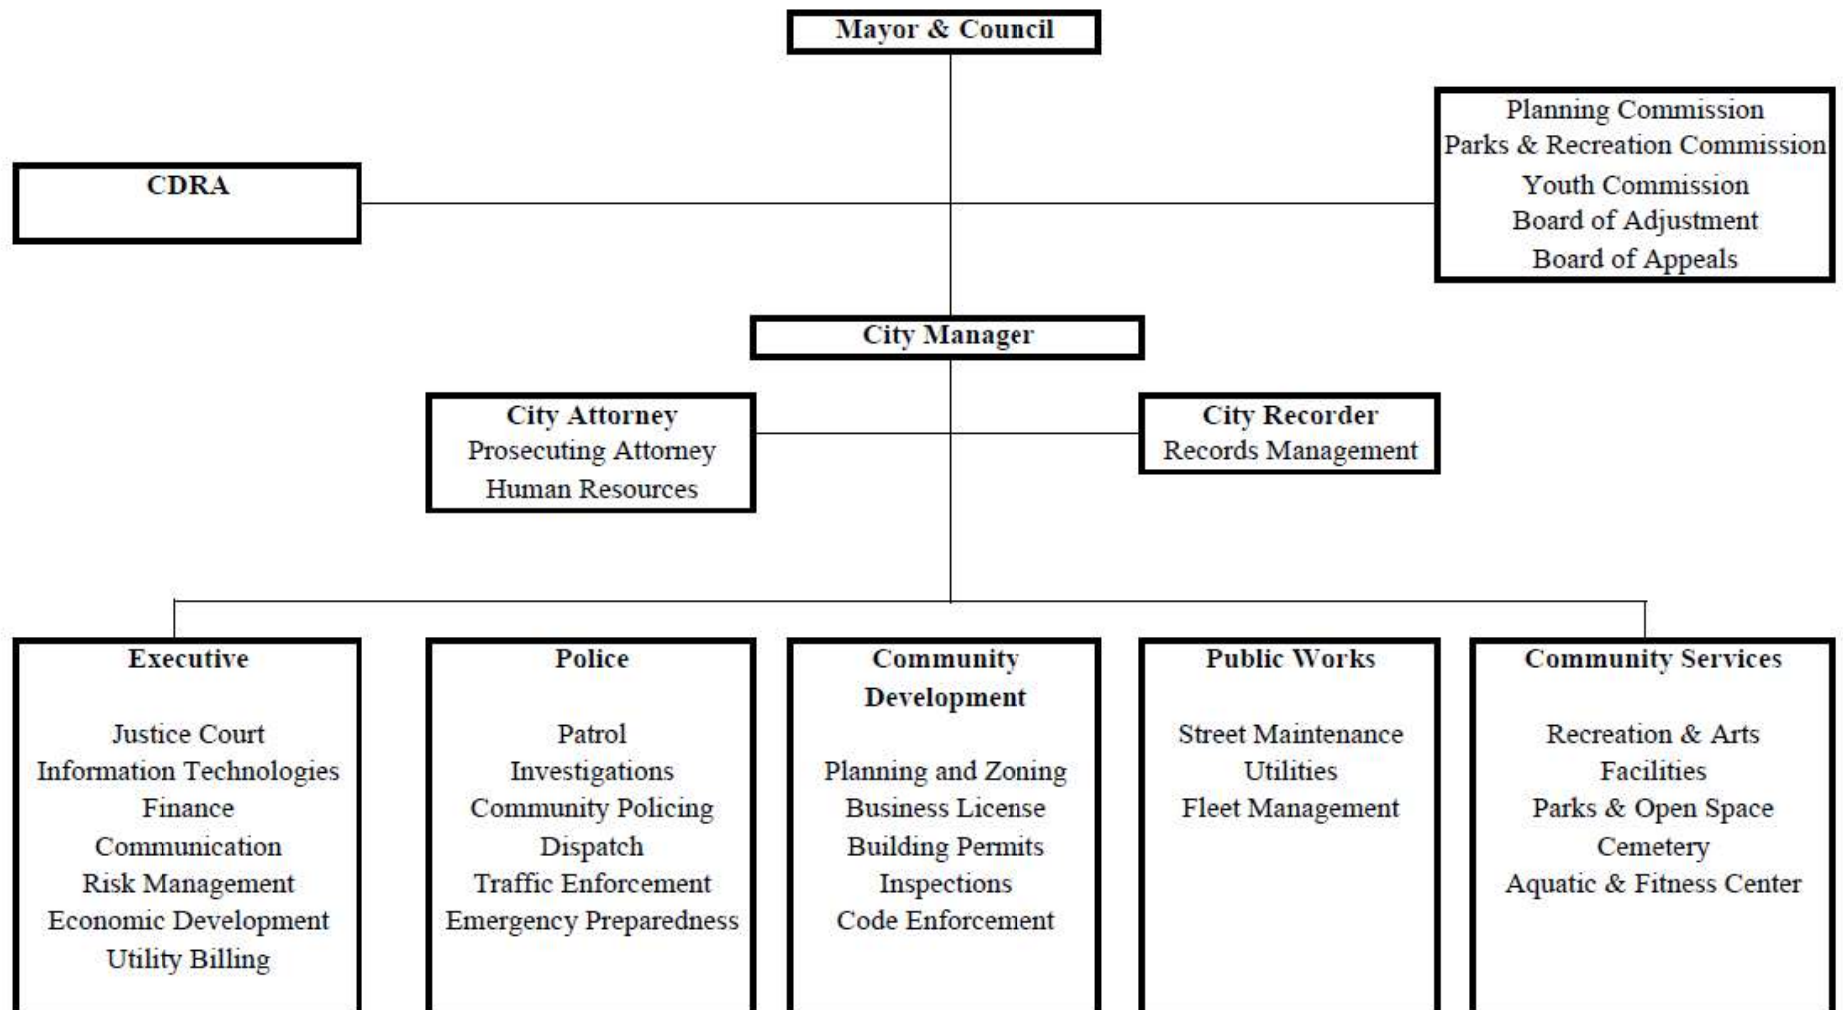 Mayor & Council
Planning Commission
Parks & Recreation Commission
Youth Commission
Board of Adjustment
Board of Appeals
CDRA
City Manager
City Attorney
Prosecuting Attorney
Human Resources
City Recorder
Records Management
Executive
Justice Court
Information Technologies
Finance
Communication
Risk Management
Economic Development
Utility Billing
Police
Patrol
Investigations
Community Policing
Dispatch
Traffic Enforcement
Emergency Preparedness
Community
Development
Planning and Zoning
Business License
Building Permits
Inspections
Code Enforcement
Public Works
Street Maintenance
Utilities
Fleet Management
Community Services
Recreation & Arts
Facilities
Parks & Open Space
Cemetery
Aquatic & Fitness Center